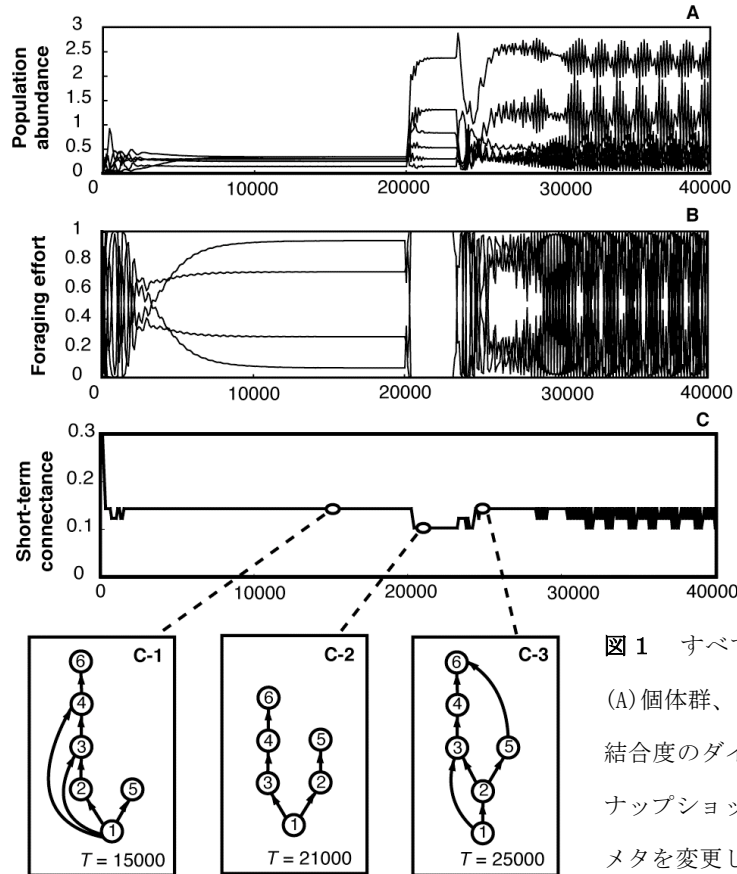 A
Population abundance
3
2.5
2
1.5
1
0.5
0
0 10000 20000 30000 40000
B
Foraging effort
1
0.8
0.6
0.4
0.2
0
0 10000 20000 30000 40000
C
Short-term connectance
0.3
0.2
0.1
0
0 10000 20000 30000 40000
C-1
6
4
3
2 5
1
T = 15000
C-2
6
4 5
3 2
1
T = 21000
C-3
6
4
3 5
2
1
T = 25000
図1 すべ
(A)個体群、
結合度のダイ
ナップショッ
メタを変更し